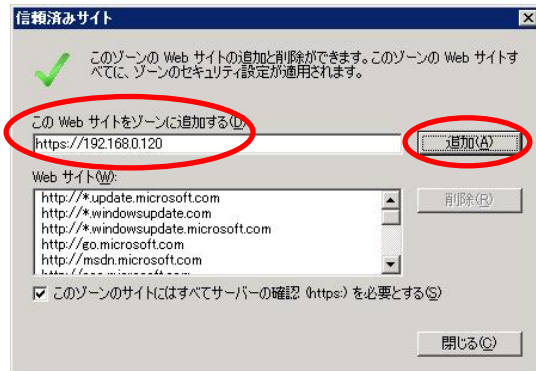 信頼済みサイト
このゾーンの Web サイトの追加と削除ができます。このゾーンの Web サイトす
べてに、ゾーンのセキュリティ設定が適用されます。
この Web サイトをゾーンに追加する(D):
https://192.168.0.120
追加(A)
Web サイト(W):
http://*.update.microsoft.com
http://*.windowsupdate.com
http://*.windowsupdate.microsoft.com
http://go.microsoft.com
http://msdn.microsoft.com
削除(R)
このゾーンのサイトにはすべてサーバーの確認 (https:) を必要とする(S)
閉じる(C)